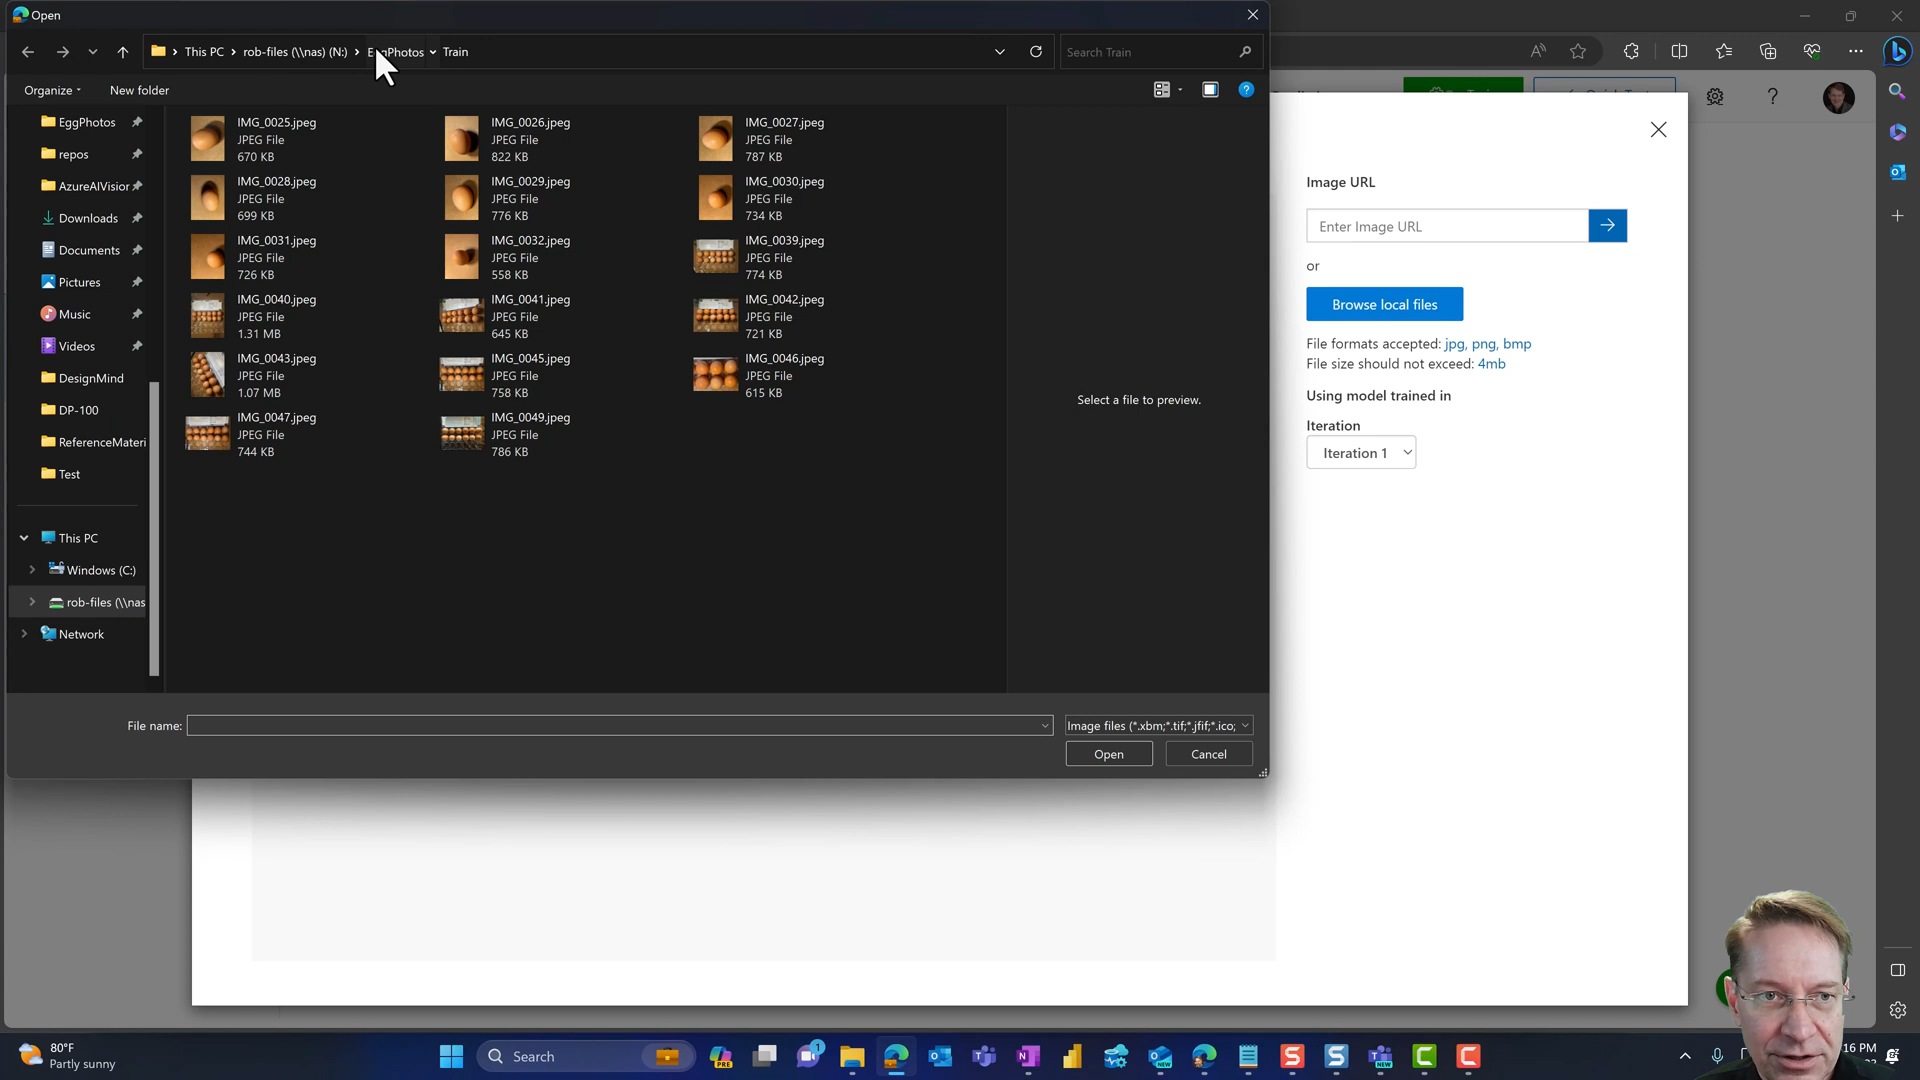 Open
This PC > rob-files (\\nas) (N:) > EggPhotos Train
Search Train
Organize
New folder
EggPhotos
repos
AzureAIVision
Downloads
Documents
Pictures
Music
Videos
DesignMind
DP-100
ReferenceMateri
Test
This PC
Windows (C:)
rob-files (\\nas
Network
IMG_0025.jpeg
JPEG File
670 KB
IMG_0026.jpeg
JPEG File
822 KB
IMG_0027.jpeg
JPEG File
787 KB
IMG_0028.jpeg
JPEG File
699 KB
IMG_0029.jpeg
JPEG File
776 KB
IMG_0030.jpeg
JPEG File
734 KB
IMG_0031.jpeg
JPEG File
726 KB
IMG_0032.jpeg
JPEG File
558 KB
IMG_0039.jpeg
JPEG File
774 KB
IMG_0040.jpeg
JPEG File
1.31 MB
IMG_0041.jpeg
JPEG File
645 KB
IMG_0042.jpeg
JPEG File
721 KB
IMG_0043.jpeg
JPEG File
1.07 MB
IMG_0045.jpeg
JPEG File
758 KB
IMG_0046.jpeg
JPEG File
615 KB
IMG_0047.jpeg
JPEG File
744 KB
IMG_0049.jpeg
JPEG File
786 KB
Select a file to preview.
File name:
Image files (*.xbm;*.tif;*.jfif;*.ico;
Open
Cancel
Image URL
Enter Image URL
or
Browse local files
File formats accepted: jpg, png, bmp
File size should not exceed: 4mb
Using model trained in
Iteration
Iteration 1
80°F
Partly sunny
Search
PRE
1
NEW
NEW
16 PM